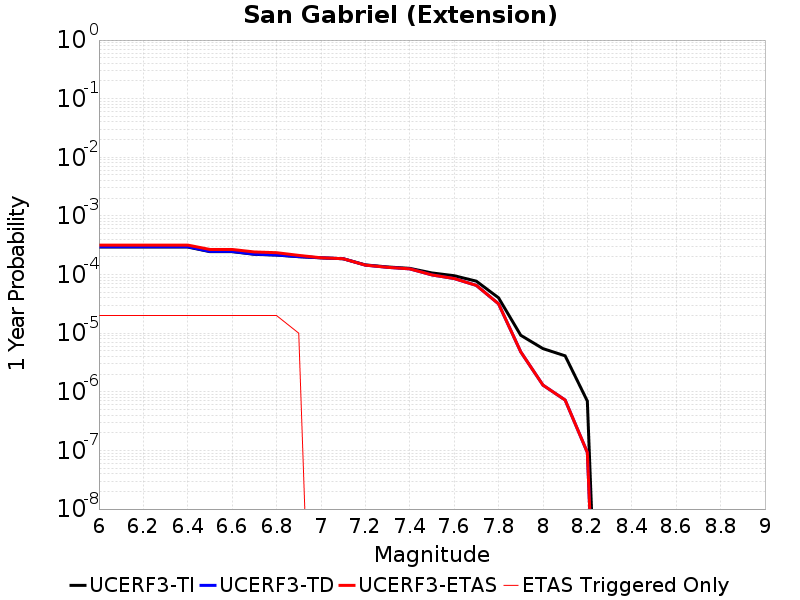 San Gabriel (Extension)
10^0
10^-1
10^-2
10^-3
10^-4
10^-5
10^-6
10^-7
10^-8
1 Year Probability
6 6.2 6.4 6.6 6.8 7 7.2 7.4 7.6 7.8 8 8.2 8.4 8.6 8.8 9
Magnitude
UCERF3-TI UCERF3-TD UCERF3-ETAS ETAS Triggered Only